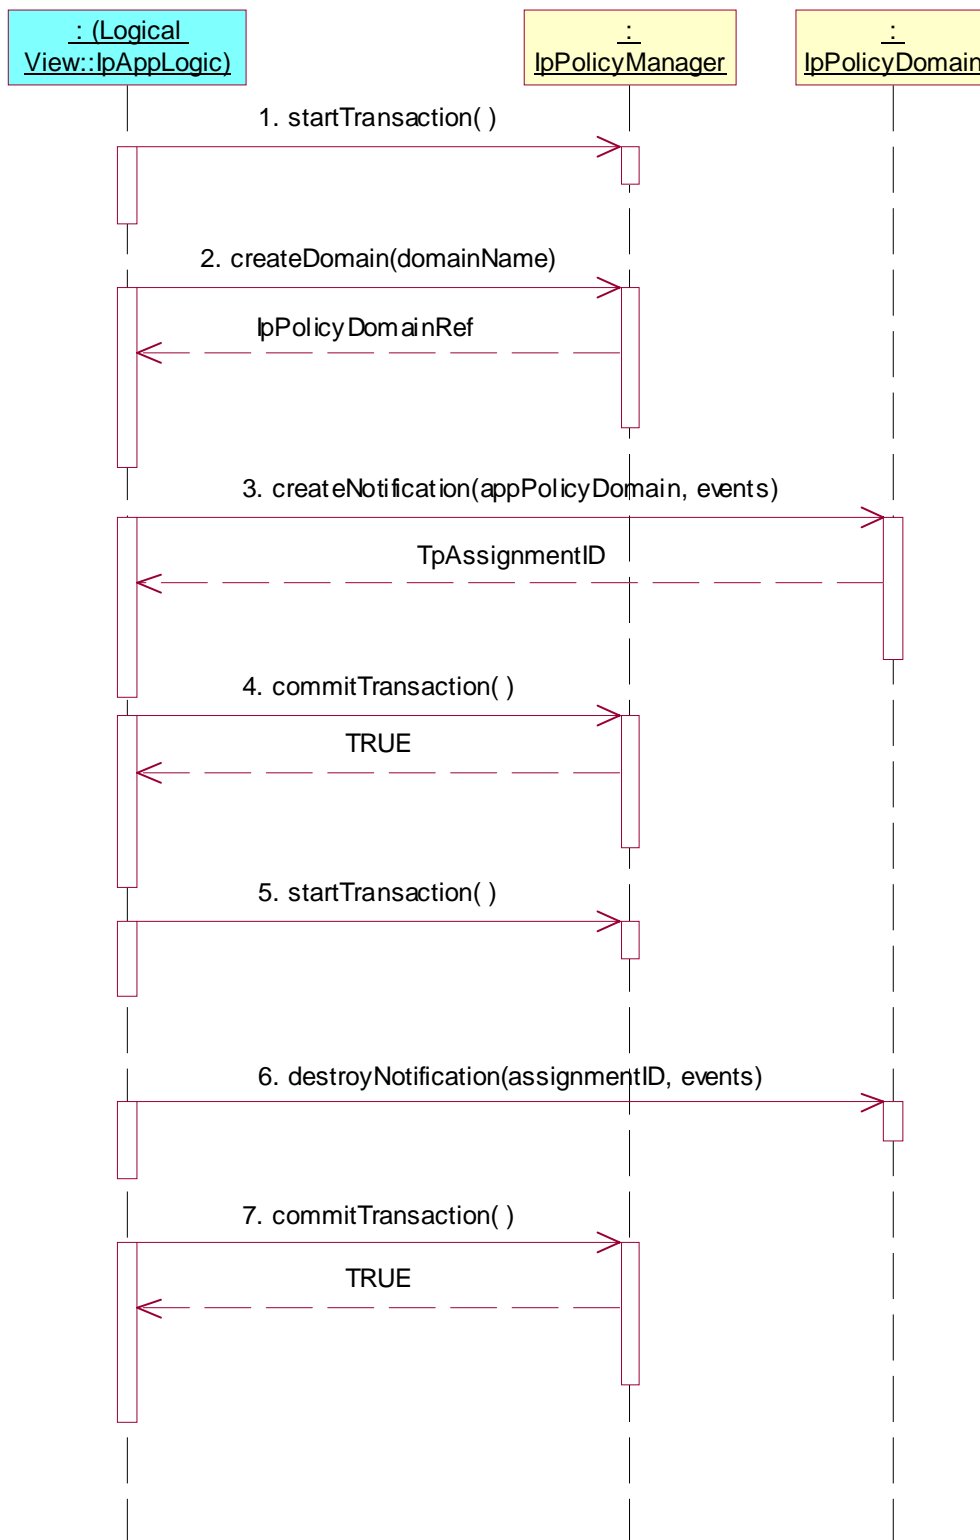 : (Logical
View::IpAppLogic)
:
IpPolicyManager
:
IpPolicyDomain
1. startTransaction( )
2. createDomain(domainName)
IpPolicyDomainRef
3. createNotification(appPolicyDomain, events)
TpAssignmentID
4. commitTransaction( )
TRUE
5. startTransaction( )
6. destroyNotification(assignmentID, events)
7. commitTransaction( )
TRUE